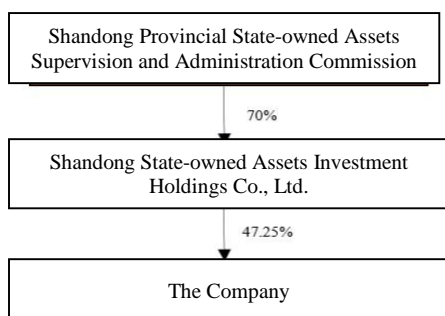 Shandong Provincial State-owned Assets
Supervision and Administration Commission
70%
Shandong State-owned Assets Investment
Holdings Co., Ltd.
47.25%
The Company